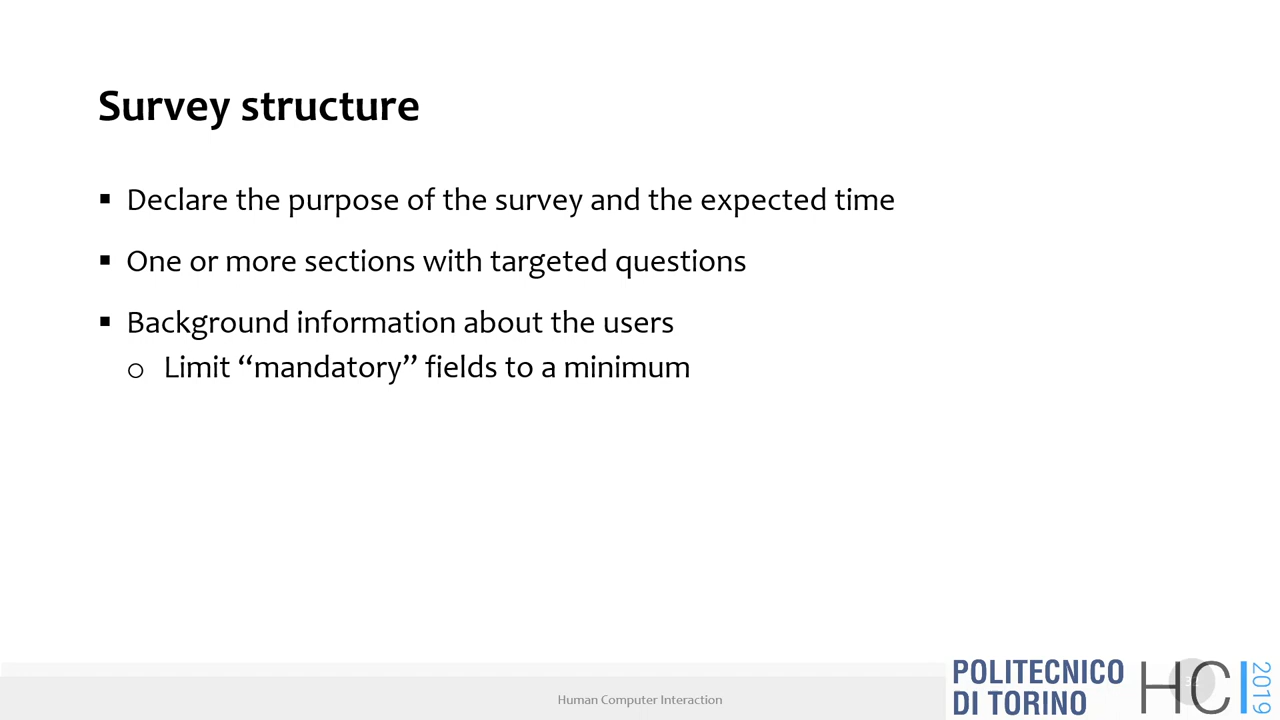 Survey structure
▪ Declare the purpose of the survey and the expected time
▪ One or more sections with targeted questions
▪ Background information about the users
o Limit “mandatory” fields to a minimum
Human Computer Interaction
POLITECNICO
DI TORINO
HCI
2019